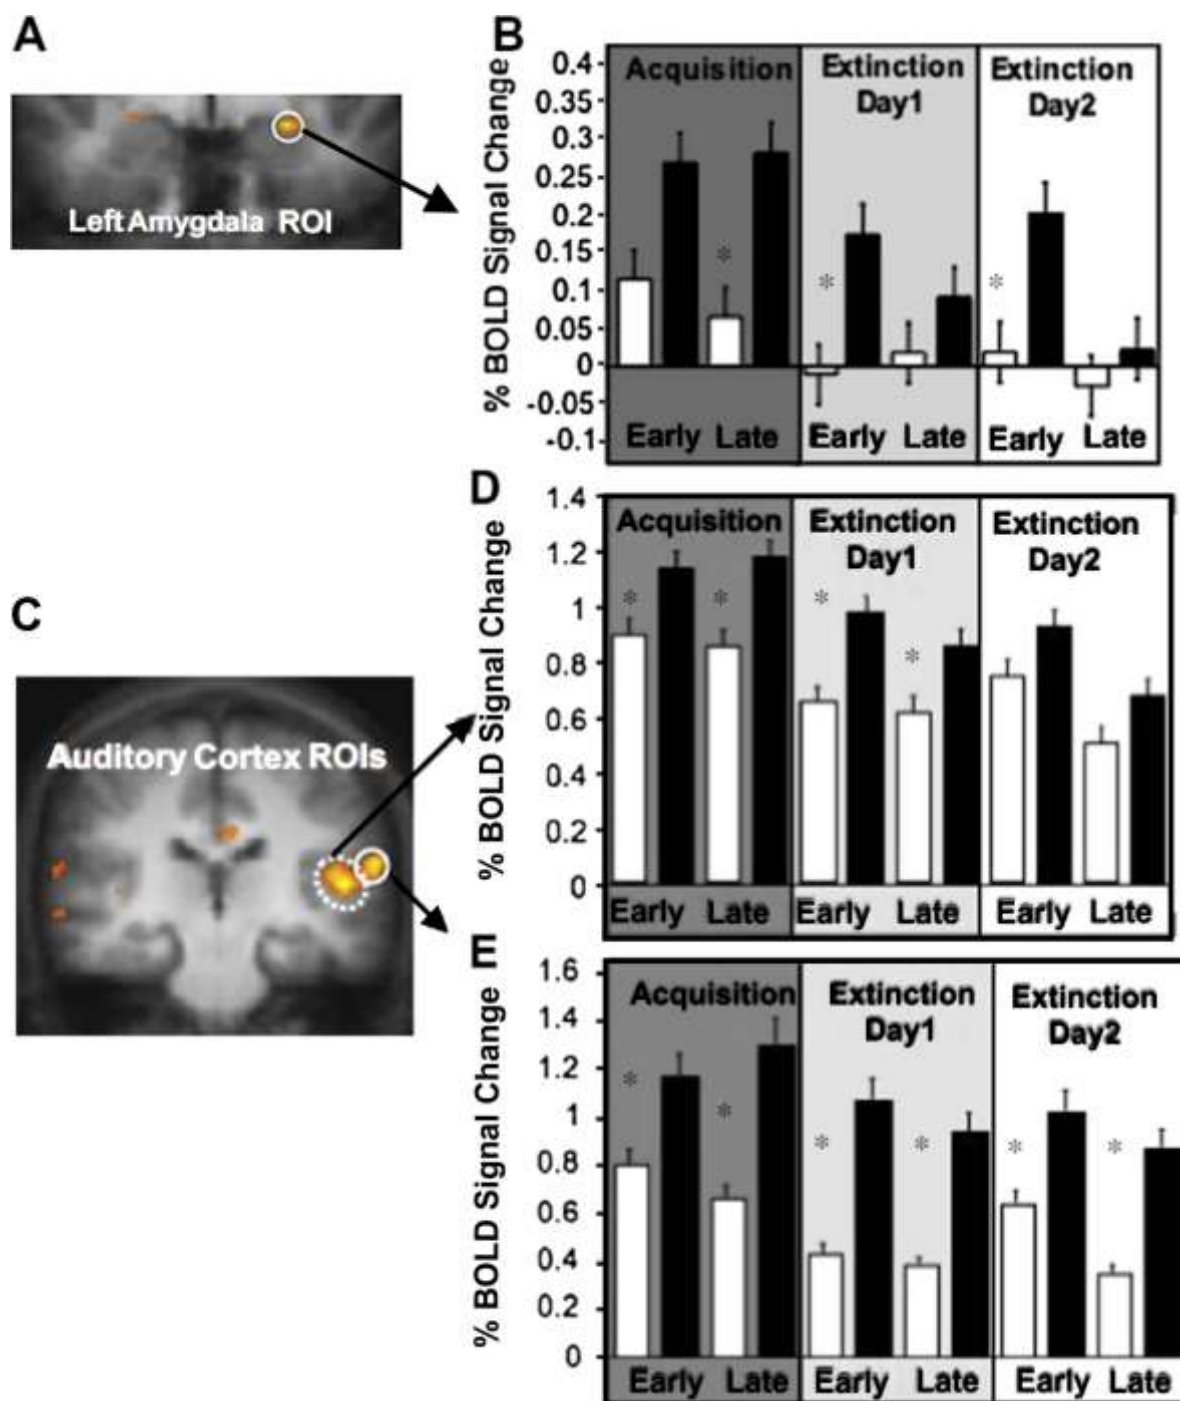 A
Left Amygdala ROI
B
% BOLD Signal Change
0.4
0.35
0.3
0.25
0.2
0.15
0.1
0.05
0
-0.05
-0.1
Acquisition
Extinction
Day1
Extinction
Day2
*
*
*
Early Late
Early Late
Early Late
C
Auditory Cortex ROIs
D
% BOLD Signal Change
1.4
1.2
1
0.8
0.6
0.4
0.2
0
Acquisition
Extinction
Day1
Extinction
Day2
*
*
*
*
Early Late
Early Late
Early Late
E
% BOLD Signal Change
1.6
1.4
1.2
1
0.8
0.6
0.4
0.2
0
Acquisition
Extinction
Day1
Extinction
Day2
*
*
*
*
*
*
Early Late
Early Late
Early Late